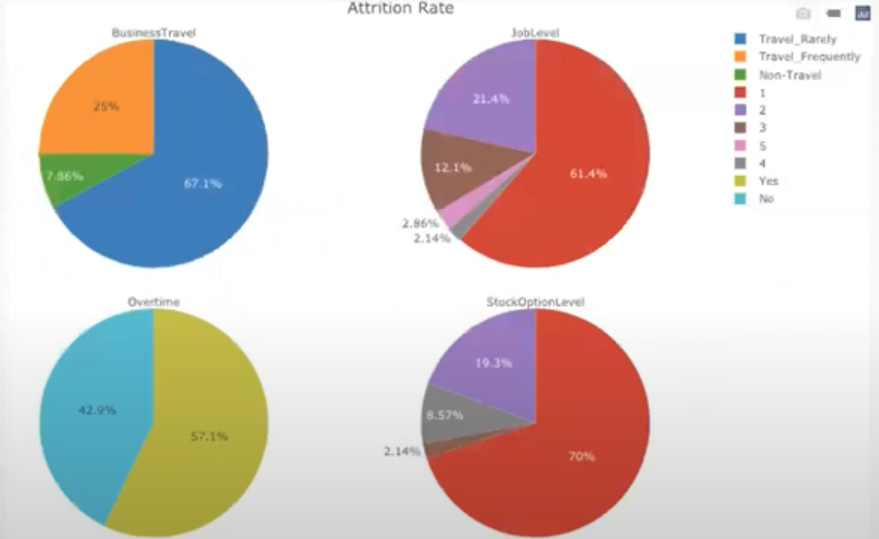 Attrition Rate
BusinessTravel
25%
7.86%
67.1%
JobLevel
21.4%
12.1%
2.86%
2.14%
61.4%
Travel_Rarely
Travel_Frequently
Non-Travel
1
2
3
5
4
Yes
No
Overtime
42.9%
57.1%
StockOptionLevel
19.3%
8.57%
2.14%
70%